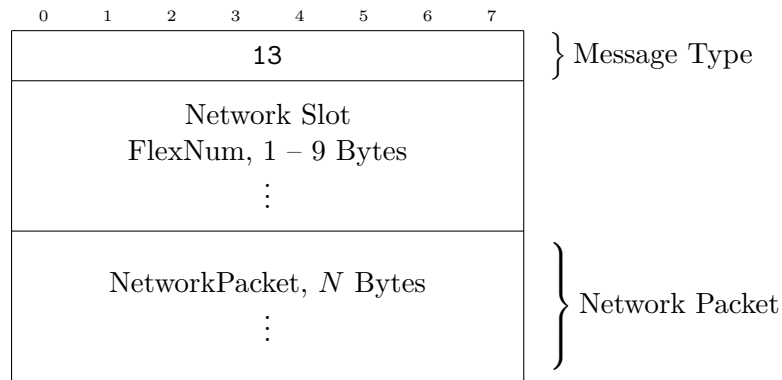 0 1 2 3 4 5 6 7
13
Message Type
Network Slot
FlexNum, 1 – 9 Bytes
⋮
NetworkPacket, N Bytes
⋮
Network Packet